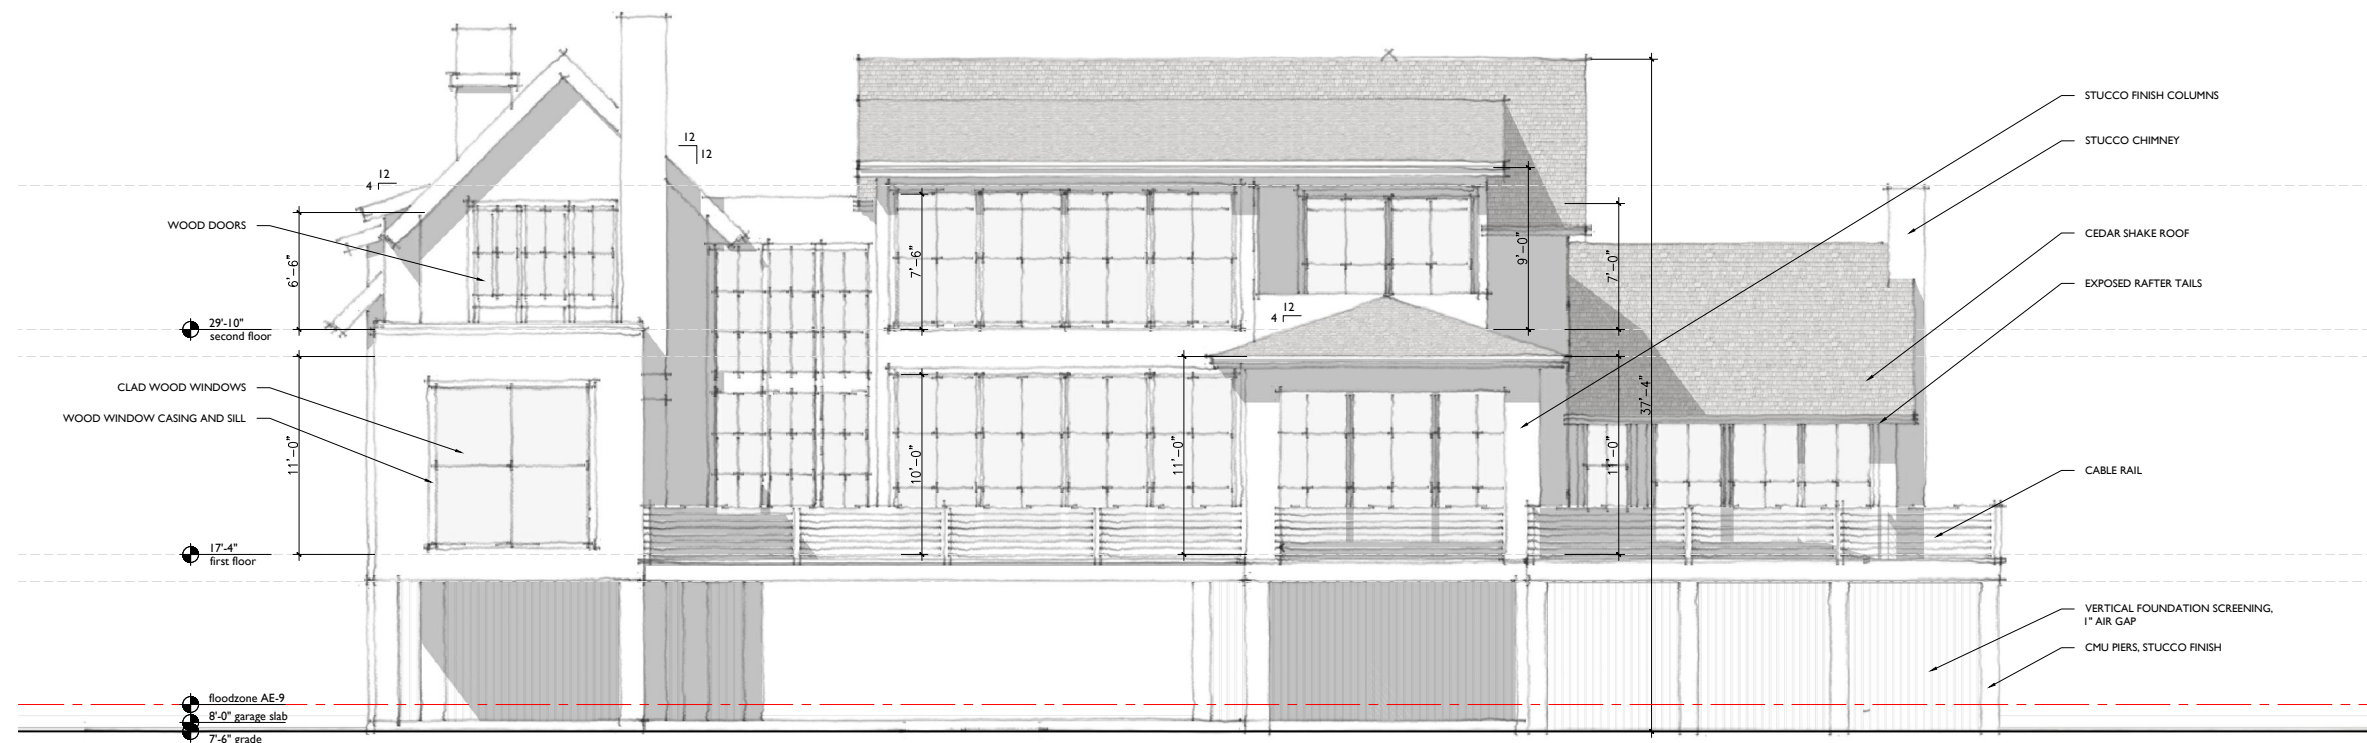 12
12
12
4
WOOD DOORS
6'-6"
29'-10"
second floor
CLAD WOOD WINDOWS
WOOD WINDOW CASING AND SILL
11'-0"
17'-4"
first floor
floodzone AE-9
8'-0" garage slab
7'-6" grade
7'-6"
10'-0"
11'-0"
12
4
9'-0"
7'-0"
37'-4"
11'-0"
STUCCO FINISH COLUMNS
STUCCO CHIMNEY
CEDAR SHAKE ROOF
EXPOSED RAFTER TAILS
CABLE RAIL
VERTICAL FOUNDATION SCREENING,
1" AIR GAP
CMU PIERS, STUCCO FINISH